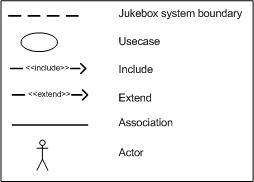 Jukebox system boundary
Usecase
<<include>> Include
<<extend>> Extend
Association
Actor